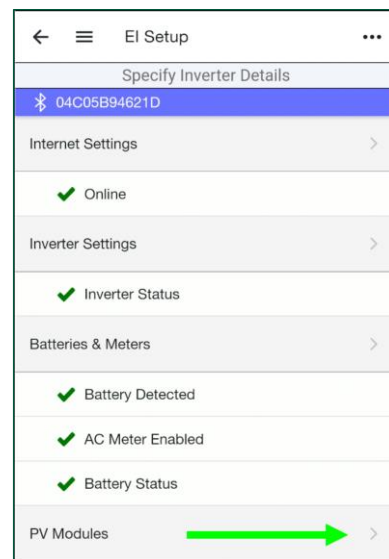 EI Setup
Specify Inverter Details
04C05B94621D
Internet Settings
Online
Inverter Settings
Inverter Status
Batteries & Meters
Battery Detected
AC Meter Enabled
Battery Status
PV Modules